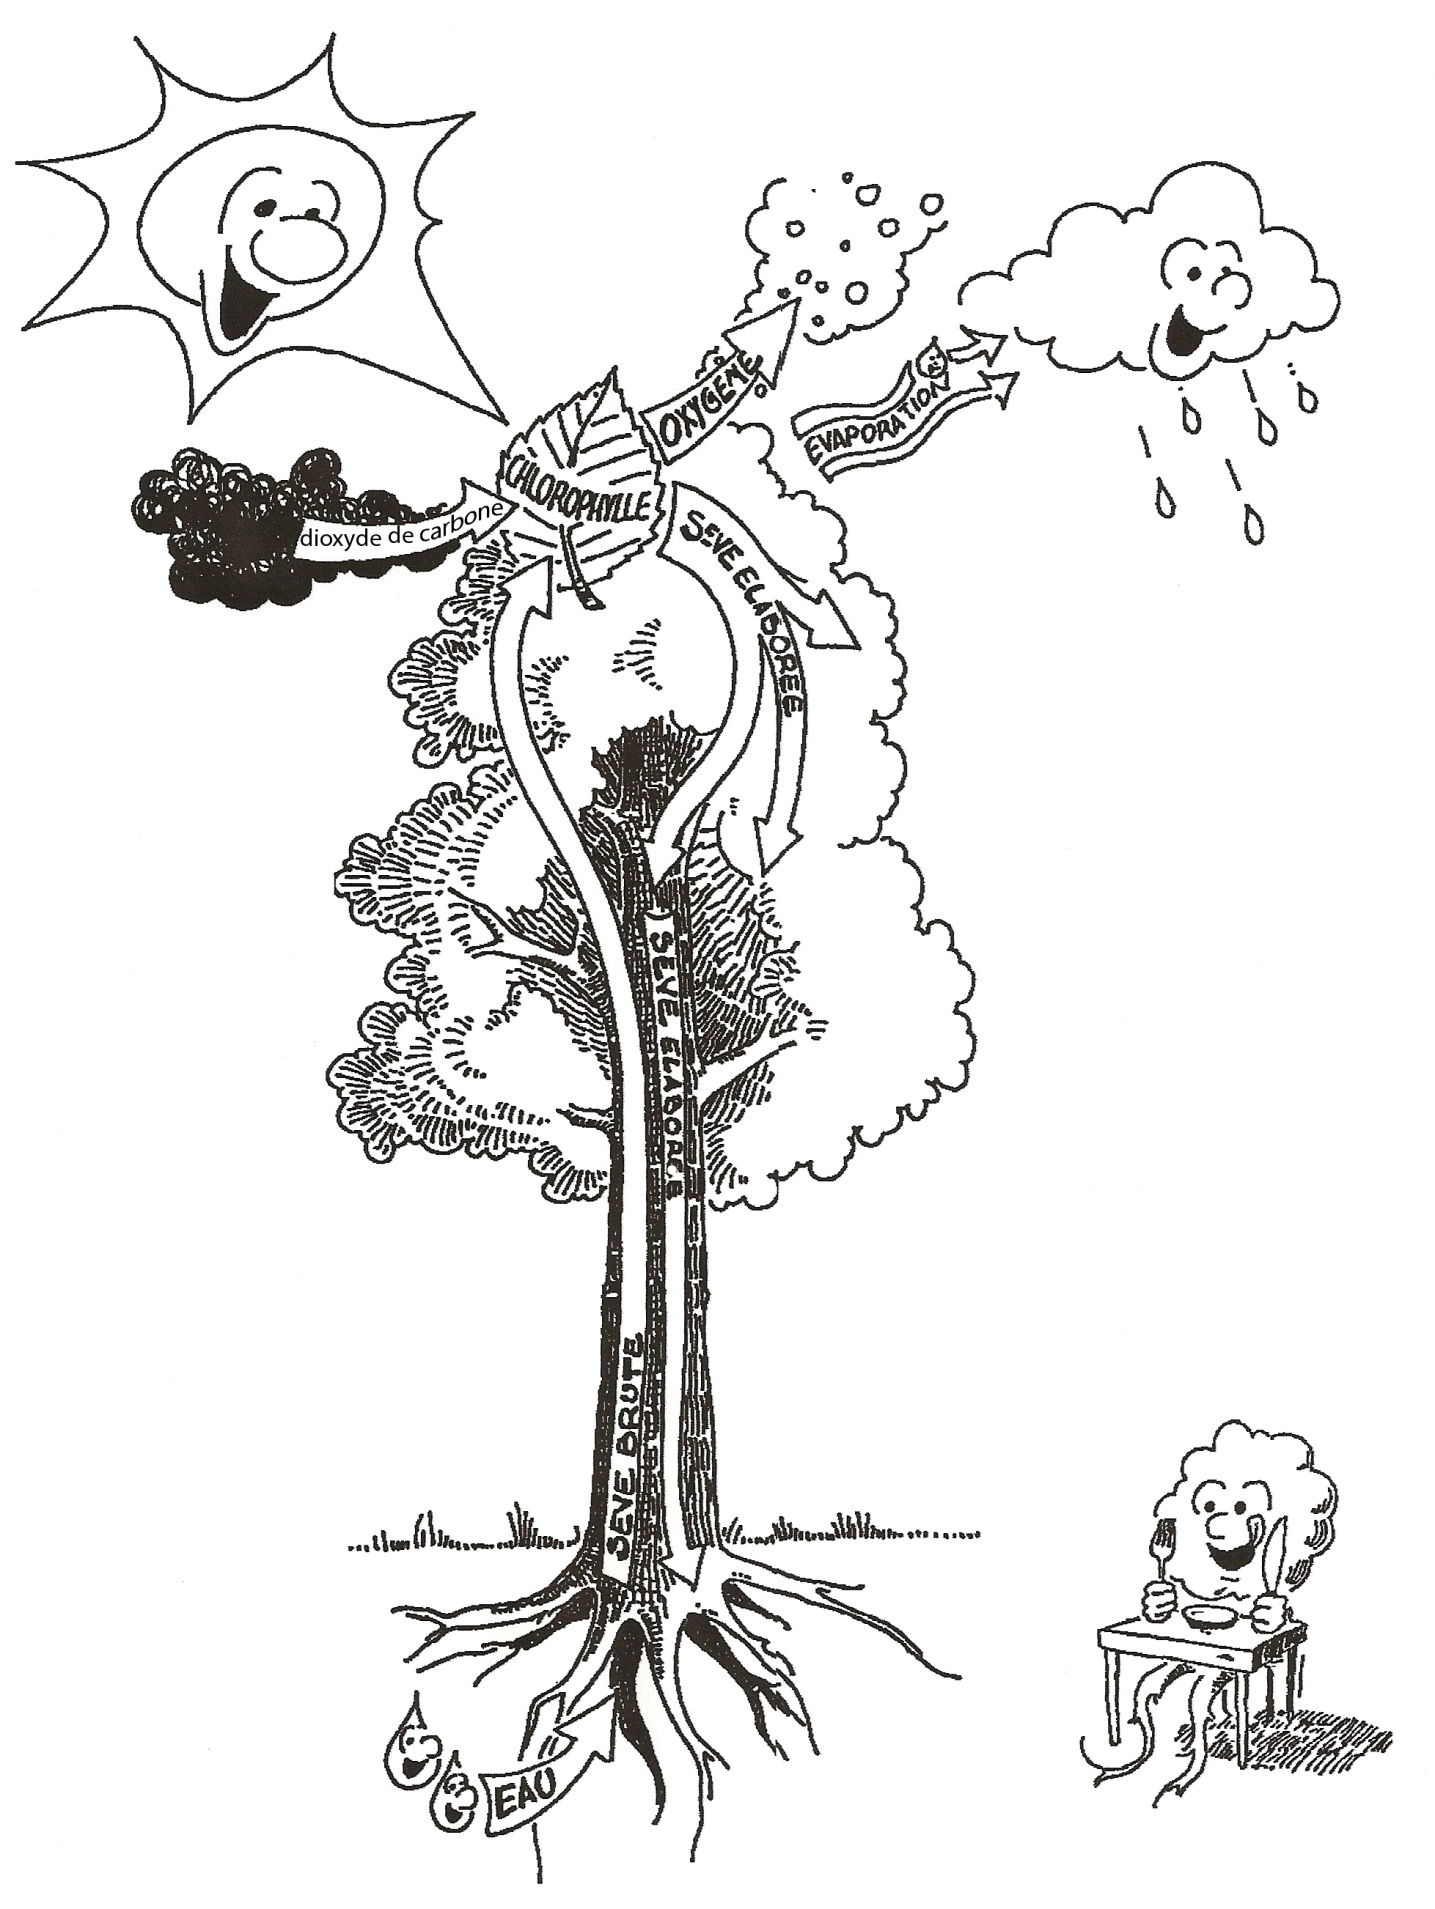 OXYGENE
EVAPORATION
CHLOROPHYLLE
dioxyde de carbone
SEVE ELABOREE
SEVE ELABOREE
SEVE BRUTE
EAU